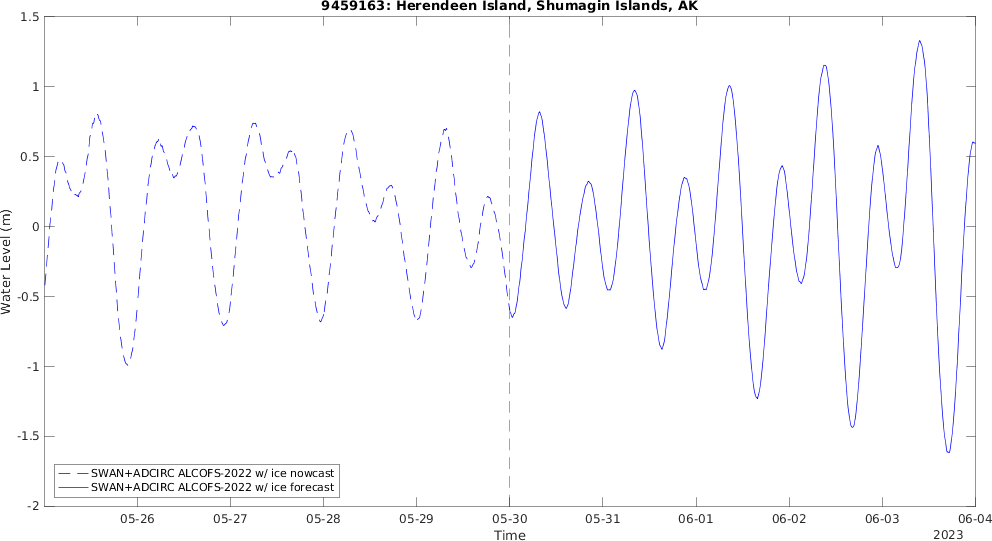 9459163: Herendeen Island, Shumagin Islands, AK
1.5
1
0.5
0
-0.5
-1
-1.5
-2
Water Level (m)
SWAN+ADCIRC ALCOFS-2022 w/ ice nowcast
SWAN+ADCIRC ALCOFS-2022 w/ ice forecast
05-26 05-27 05-28 05-29 05-30 05-31 06-01 06-02 06-03 06-04
Time
2023